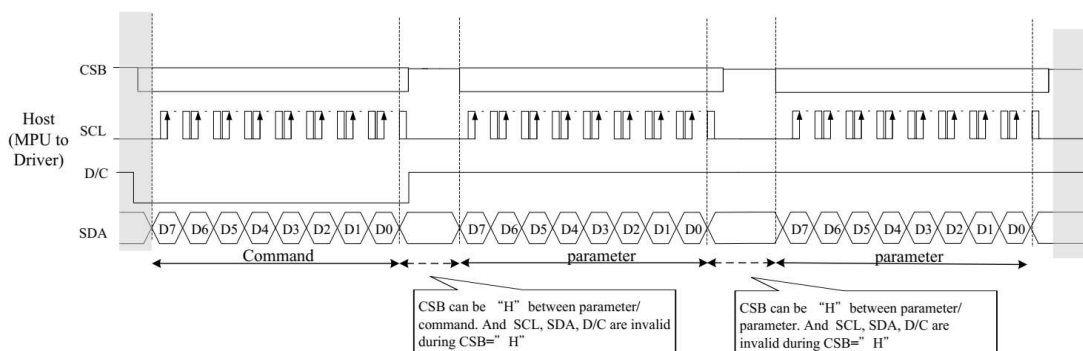 CSB
Host
(MPU to
Driver)
SCL
D/C
SDA
D7 D6 D5 D4 D3 D2 D1 D0 D7 D6 D5 D4 D3 D2 D1 D0 D7 D6 D5 D4 D3 D2 D1 D0
Command parameter parameter
CSB can be “H” between parameter/
command. And SCL, SDA, D/C are invalid
during CSB=” H”
CSB can be “H” between parameter/
parameter. And SCL, SDA, D/C are
invalid during CSB=” H”